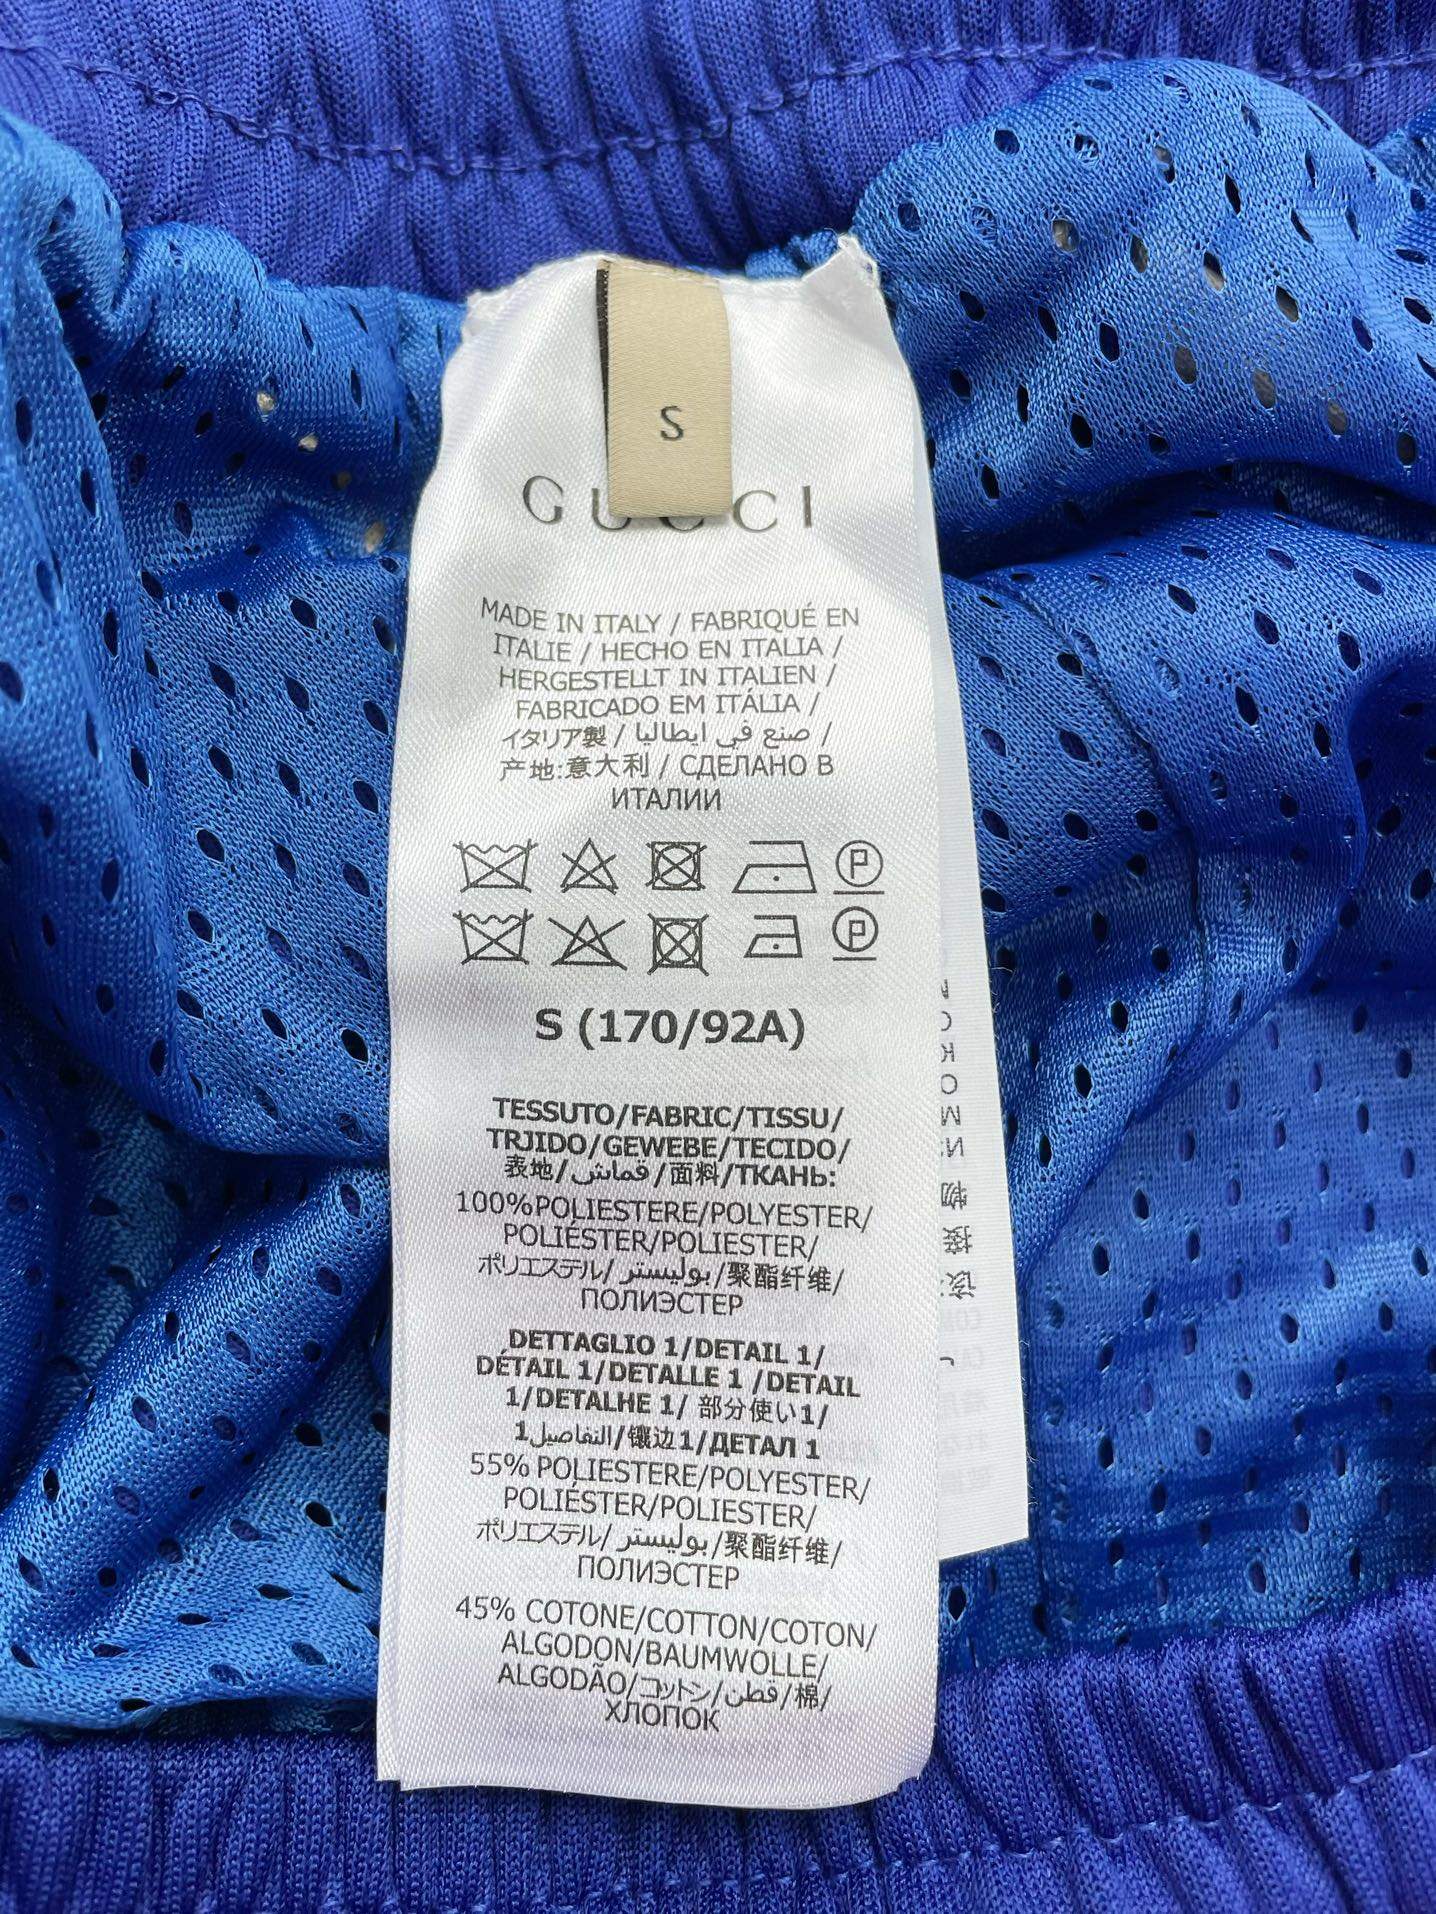 S
GUCCI
MADE IN ITALY / FABRIQUÉ EN
ITALIE / HECHO EN ITALIA /
HERGESTELLT IN ITALIEN /
FABRICADO EM ITÁLIA /
イタリア製 / صنع في ايطاليا /
产地:意大利 / СДЕЛАНО В
ИТАЛИИ
P
P
S (170/92A)
TESSUTO/FABRIC/TISSU/
TRJIDO/GEWEBE/TECIDO/
表地/قماش/面料/ТКАНЬ:
100%POLIESTERE/POLYESTER/
POLIÉSTER/POLIESTER/
ポリエステル/بوليستر/聚酯纤维/
ПОЛИЭСТЕР
DETTAGLIO 1/DETAIL 1/
DÉTAIL 1/DETALLE 1 /DETAIL
1/DETALHE 1/ 部分使い1/
التفاصيل1/镶边1/ДЕТАЛ 1
55% POLIESTERE/POLYESTER/
POLIÉSTER/POLIESTER/
ポリエステル/بوليستر/聚酯纤维/
ПОЛИЭСТЕР
45% COTONE/COTTON/COTON/
ALGODON/BAUMWOLLE/
ALGODÃO/コットン/قطن/棉/
ХЛОПОК